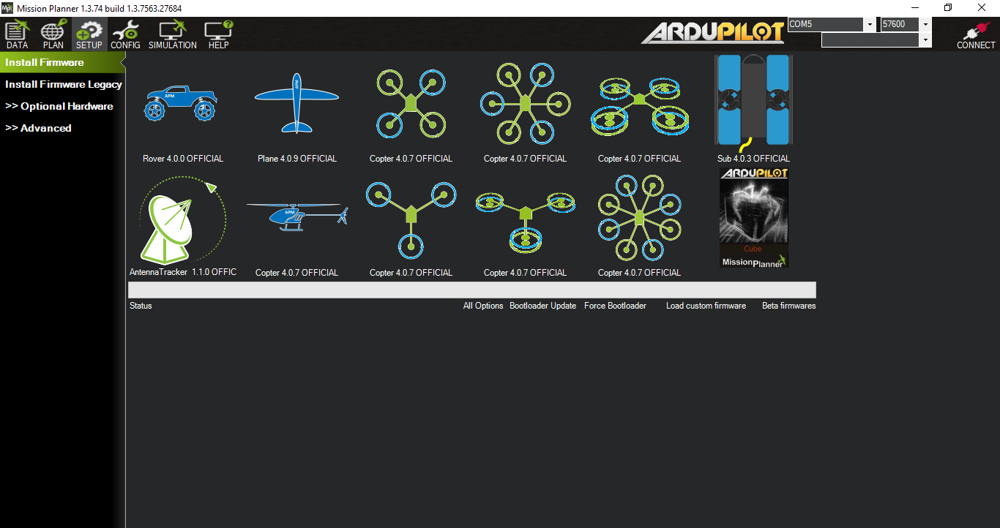 Mission Planner 1.3.74 build 1.3.7563.27684
DATA PLAN SETUP CONFIG SIMULATION HELP
ARDUPILOT
COM5 57600
CONNECT
Install Firmware
Install Firmware Legacy
>> Optional Hardware
>> Advanced
APM
APM
Rover 4.0.0 OFFICIAL
Plane 4.0.9 OFFICIAL
Copter 4.0.7 OFFICIAL
Copter 4.0.7 OFFICIAL
Copter 4.0.7 OFFICIAL
Sub 4.0.3 OFFICIAL
APM
ARDUPILOT
Cube
MissionPlanner
AntennaTracker 1.1.0 OFFIC
Copter 4.0.7 OFFICIAL
Copter 4.0.7 OFFICIAL
Copter 4.0.7 OFFICIAL
Copter 4.0.7 OFFICIAL
Status
All Options Bootloader Update Force Bootloader Load custom firmware Beta firmwares